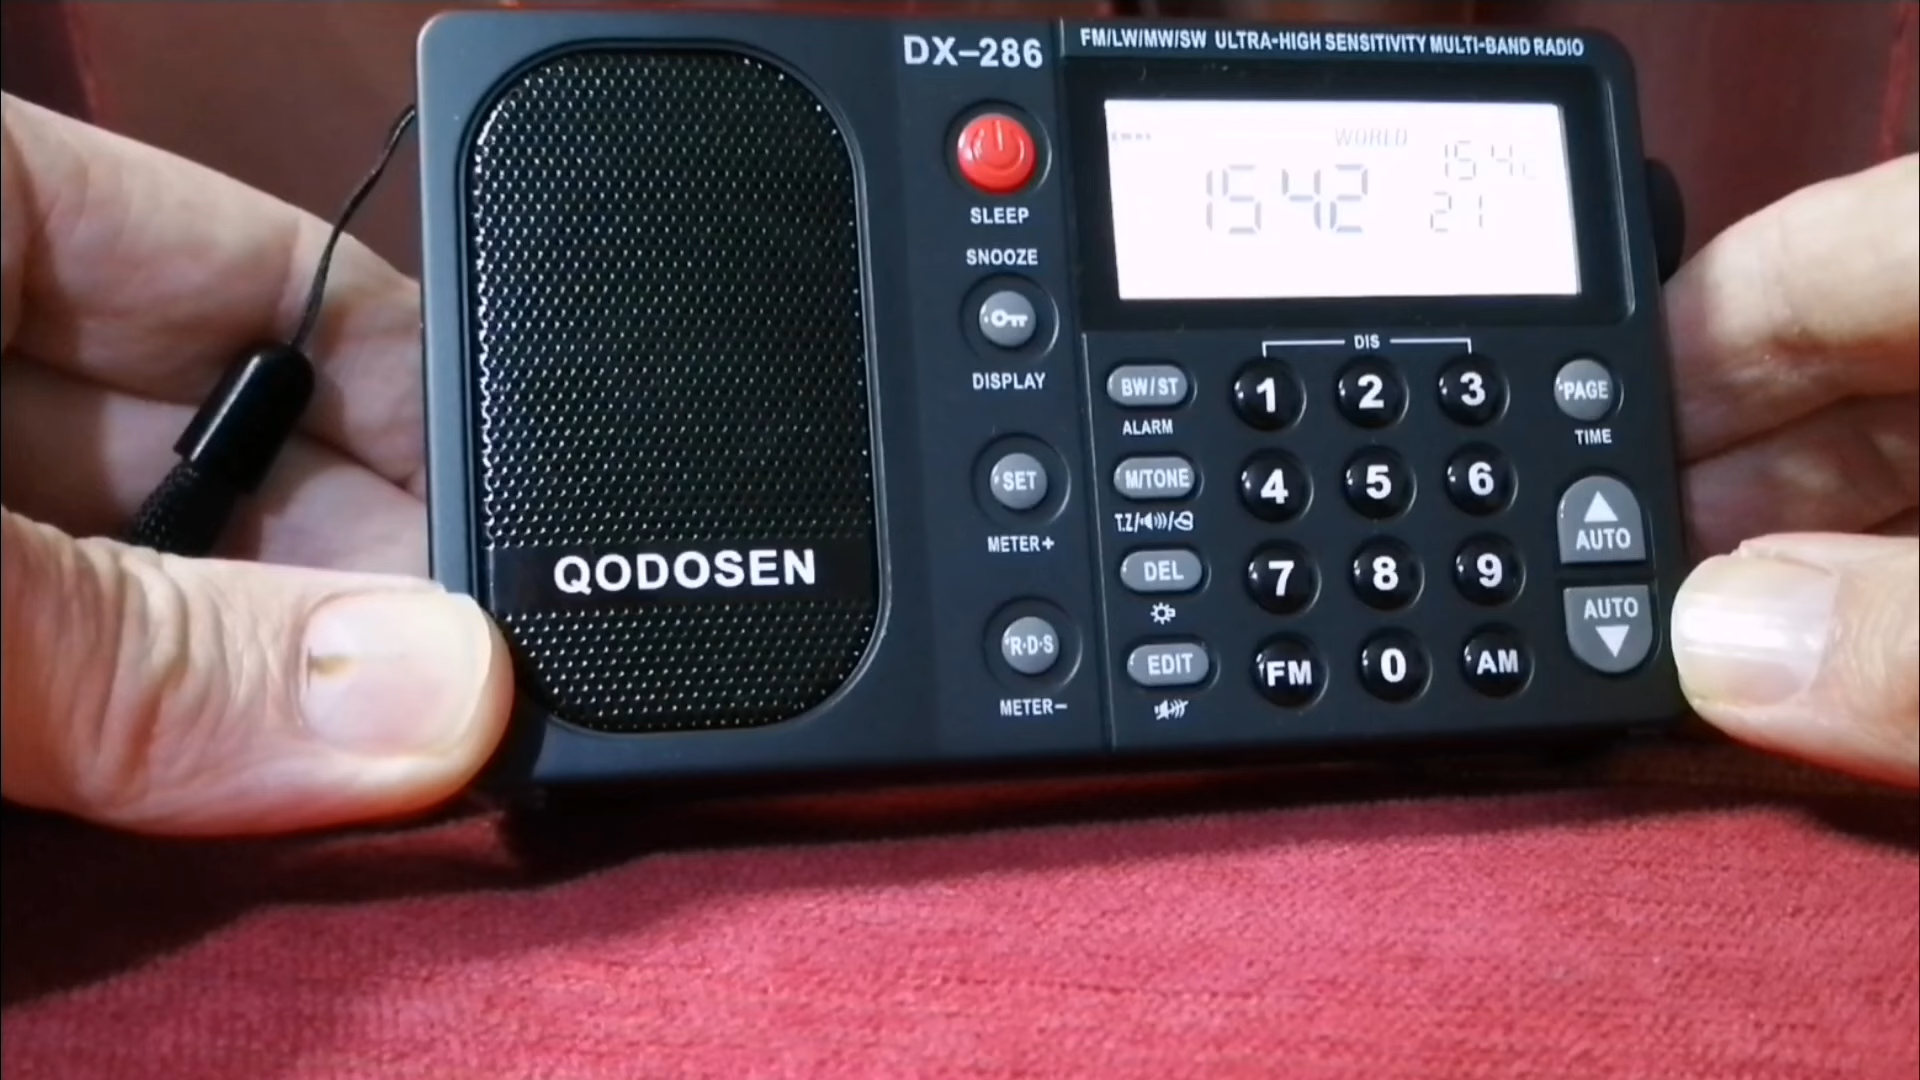 DX-286
FM/LW/MW/SW ULTRA-HIGH SENSITIVITY MULTI-BAND RADIO
WORLD
1542
21
SLEEP
SNOOZE
DISPLAY
SET
METER+
R·D·S
METER-
QODOSEN
DIS
BW/ST
1
2
3
PAGE
ALARM
TIME
M/TONE
4
5
6
AUTO
T.Z/
DEL
7
8
9
AUTO
EDIT
FM
0
AM